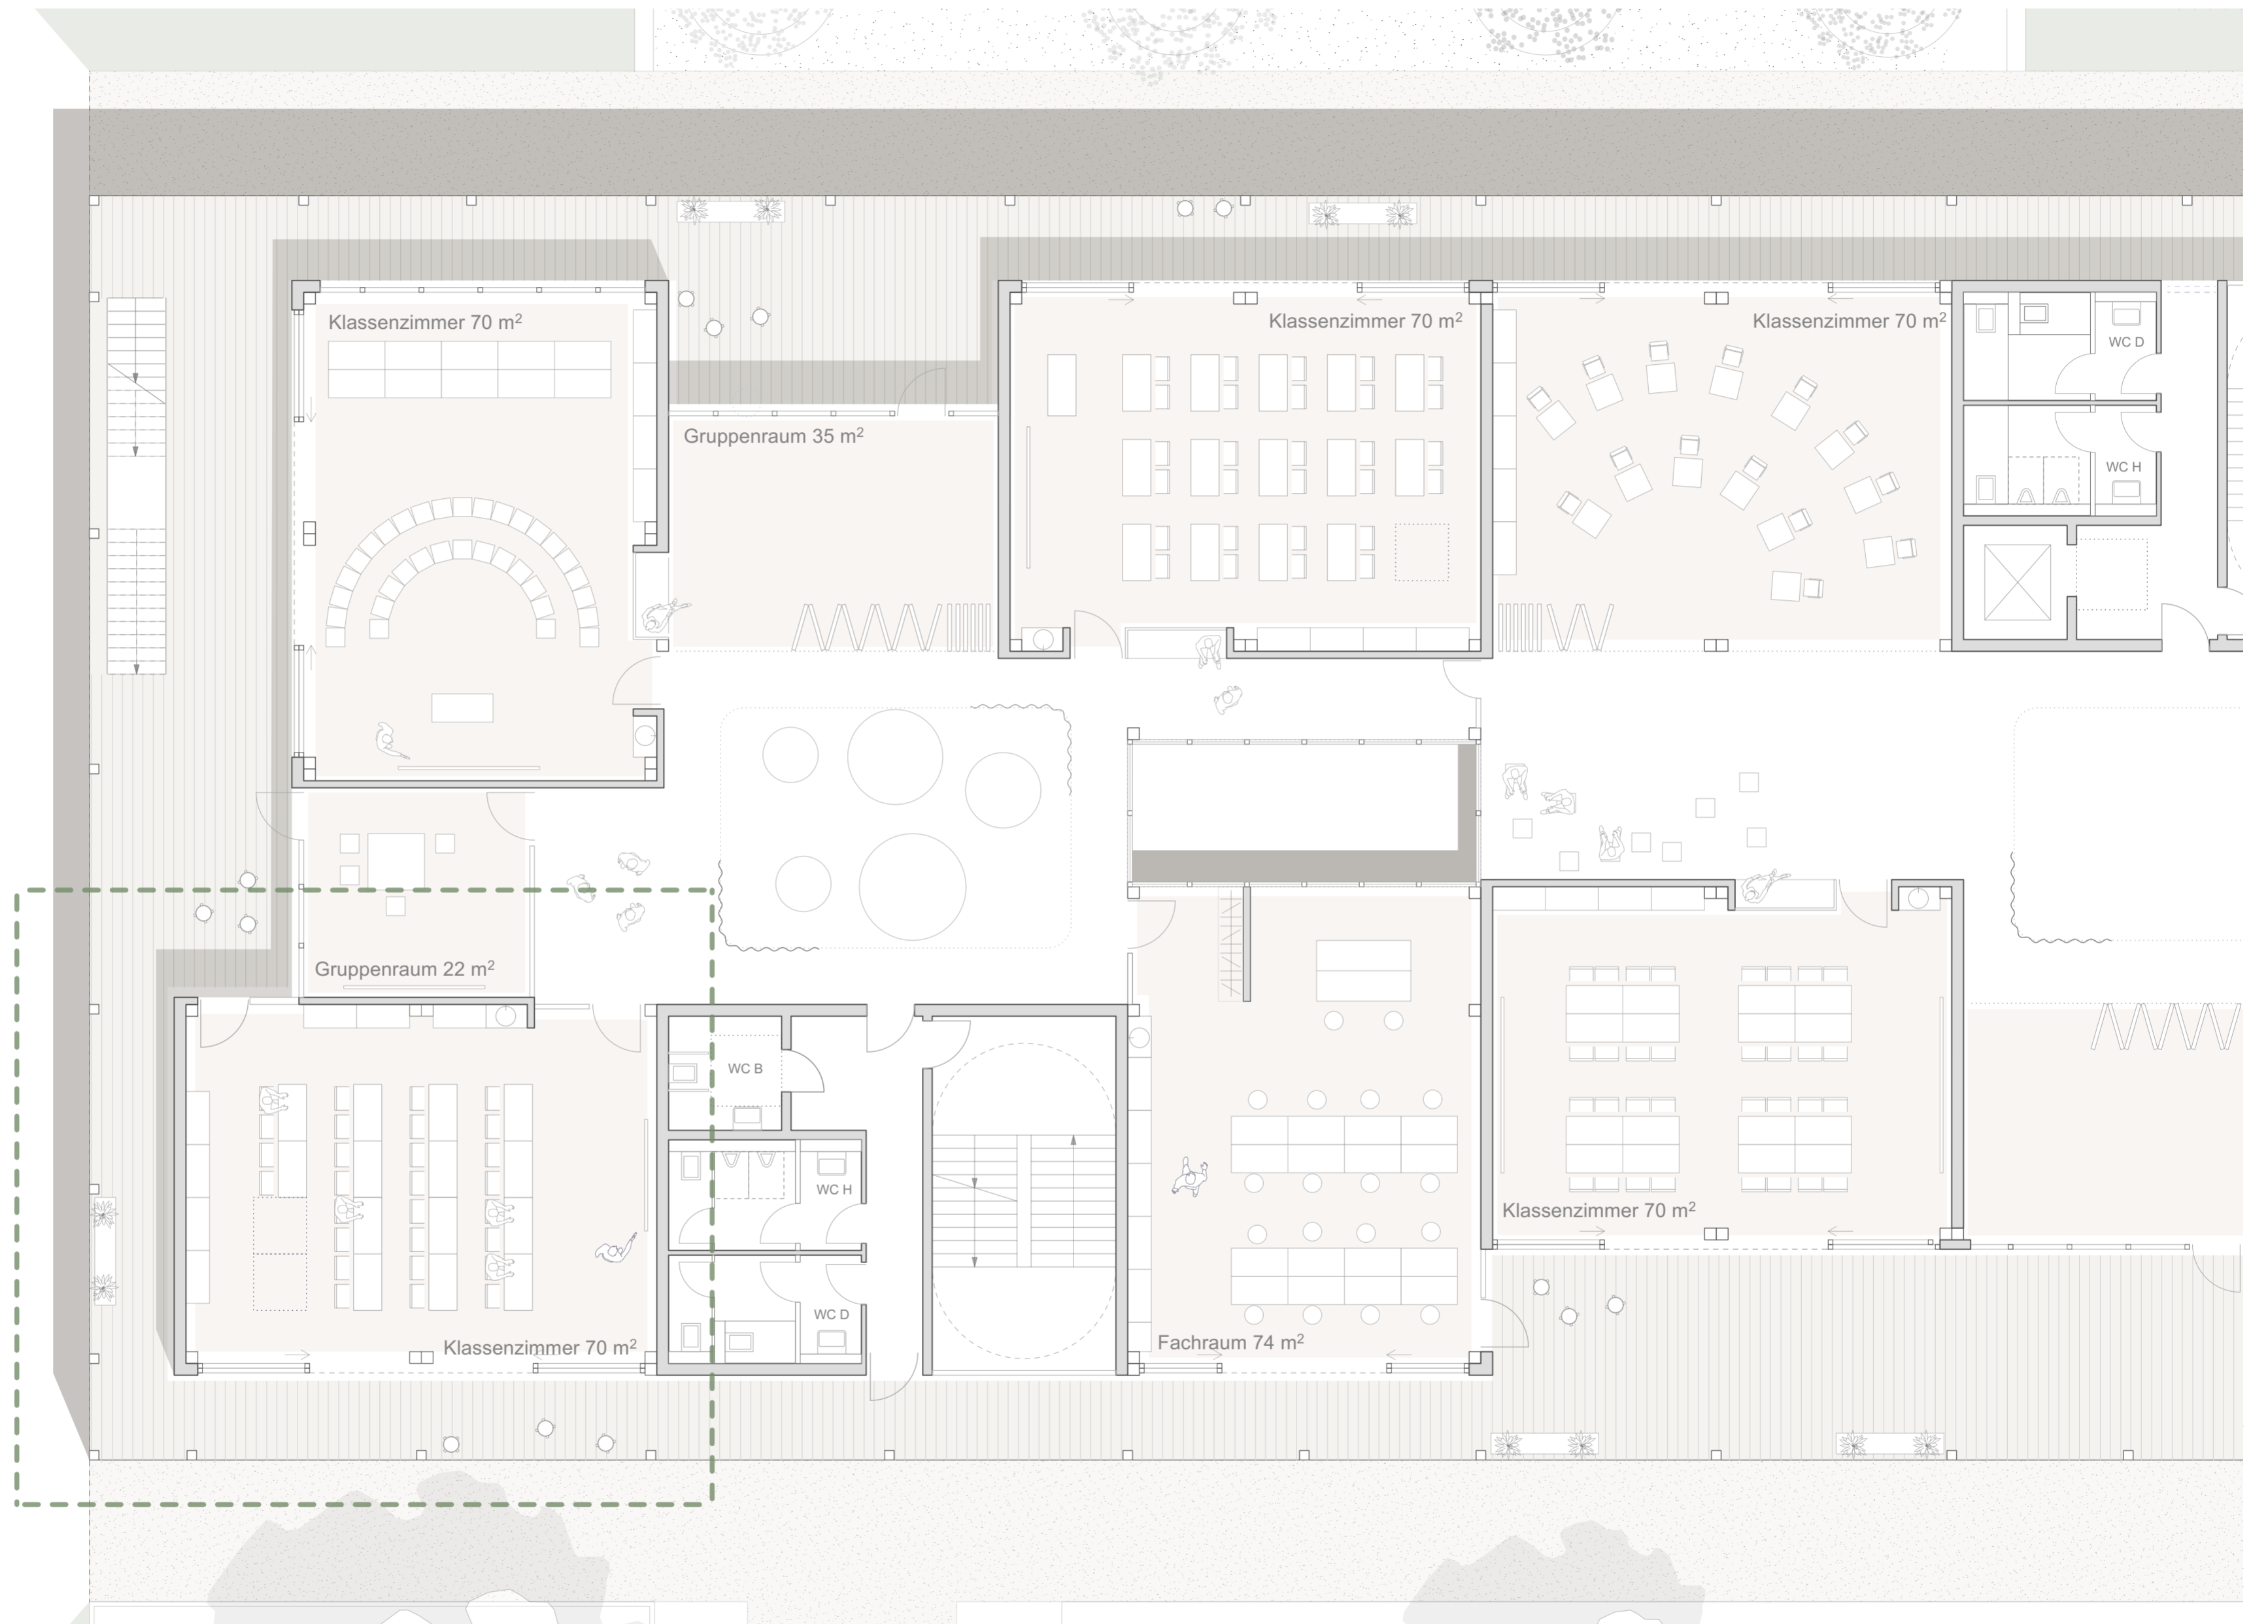 Klassenzimmer 70 m²
Klassenzimmer 70 m²
Klassenzimmer 70 m²
WC D
Gruppenraum 35 m²
WC H
Gruppenraum 22 m²
WC B
WC H
Klassenzimmer 70 m²
WC D
Fachraum 74 m²
Klassenzimmer 70 m²